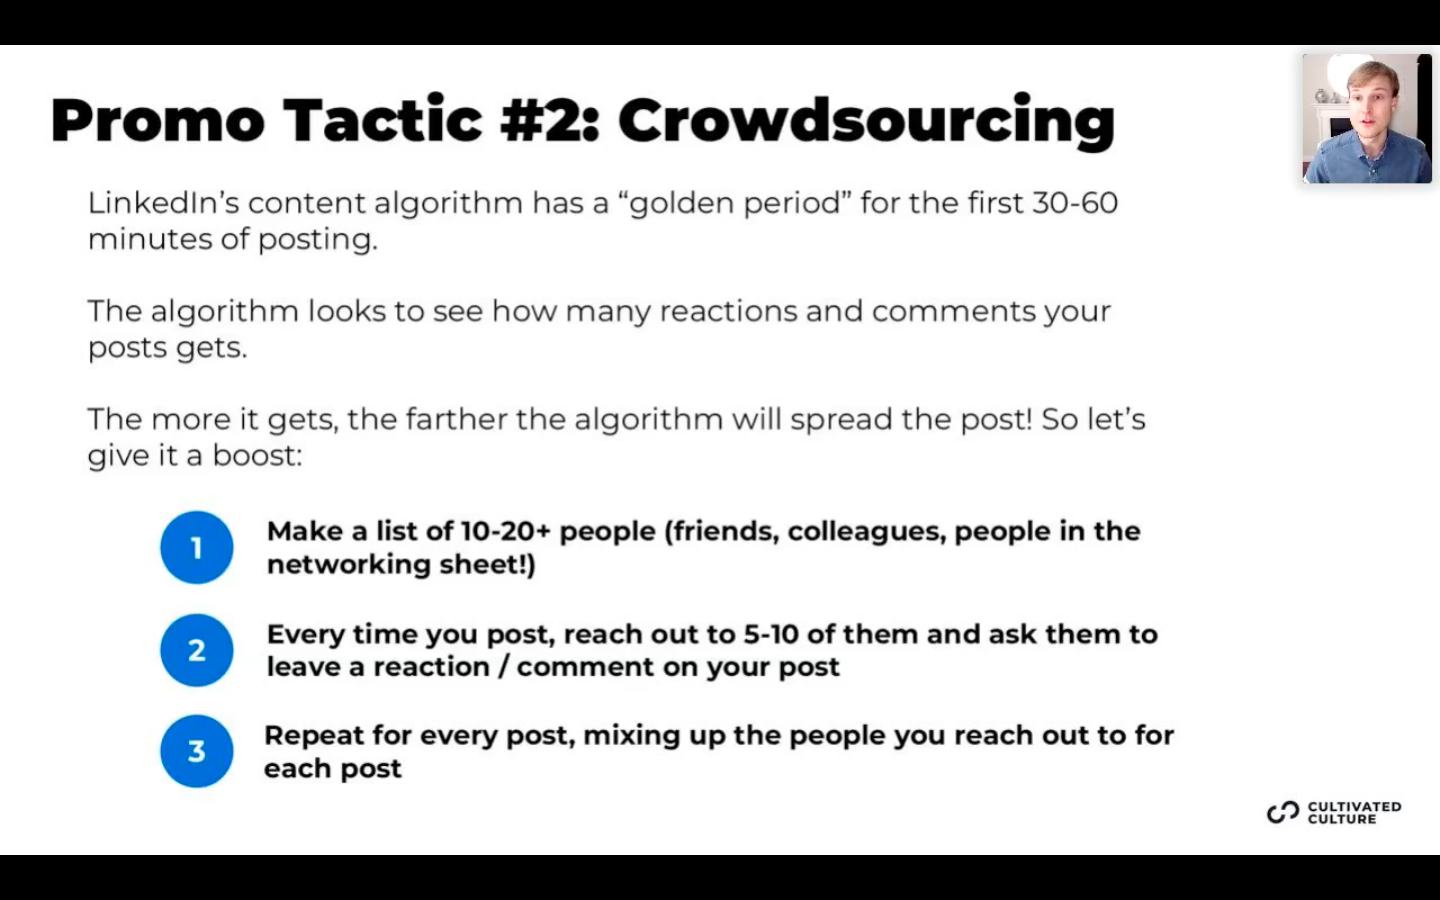 Promo Tactic #2: Crowdsourcing
LinkedIn’s content algorithm has a “golden period” for the first 30-60
minutes of posting.
The algorithm looks to see how many reactions and comments your
posts gets.
The more it gets, the farther the algorithm will spread the post! So let’s
give it a boost:
1
Make a list of 10-20+ people (friends, colleagues, people in the
networking sheet!)
2
Every time you post, reach out to 5-10 of them and ask them to
leave a reaction / comment on your post
3
Repeat for every post, mixing up the people you reach out to for
each post
CULTIVATED
CULTURE